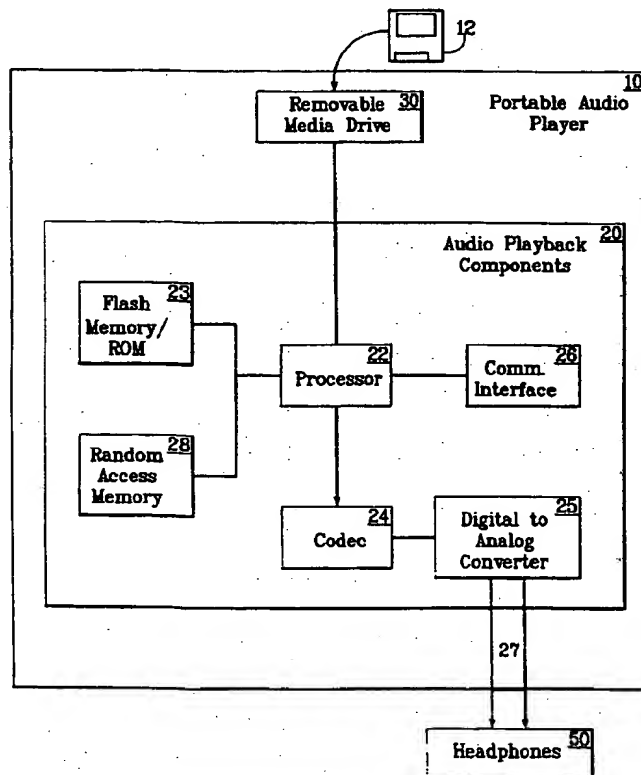 12
10
Portable Audio
Player
30
Removable
Media Drive
20
Audio Playback
Components
23
Flash
Memory/
ROM
22
Processor
26
Comm.
Interface
28
Random
Access
Memory
24
Codec
25
Digital to
Analog
Converter
27
50
Headphones